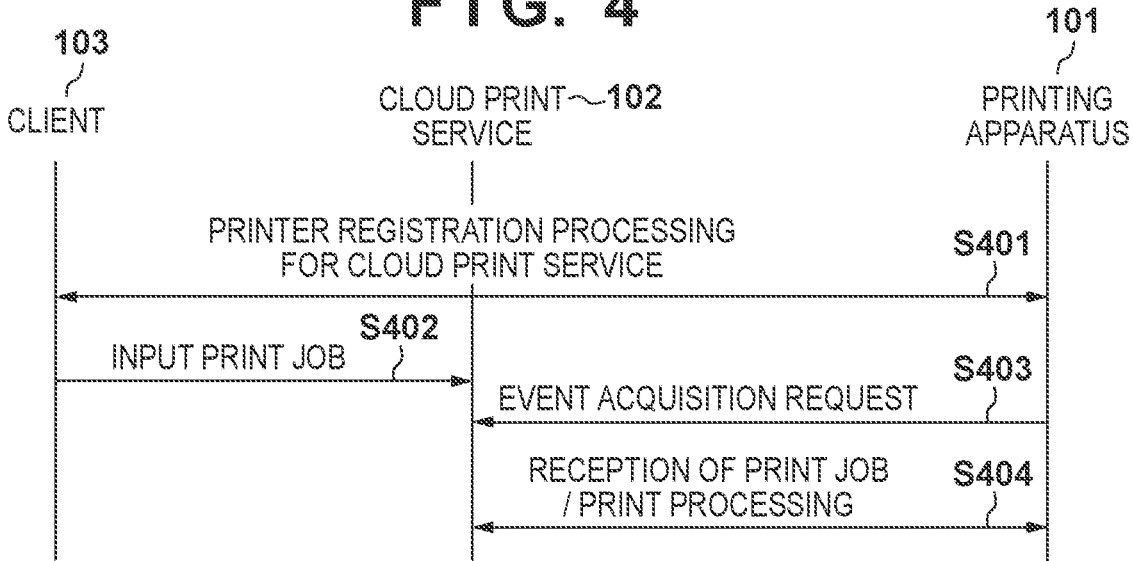 FIG. 4
103
CLIENT
CLOUD PRINT 102
SERVICE
101
PRINTING
APPARATUS
PRINTER REGISTRATION PROCESSING
FOR CLOUD PRINT SERVICE
S401
S402
INPUT PRINT JOB
S403
EVENT ACQUISITION REQUEST
RECEPTION OF PRINT JOB
/ PRINT PROCESSING
S404